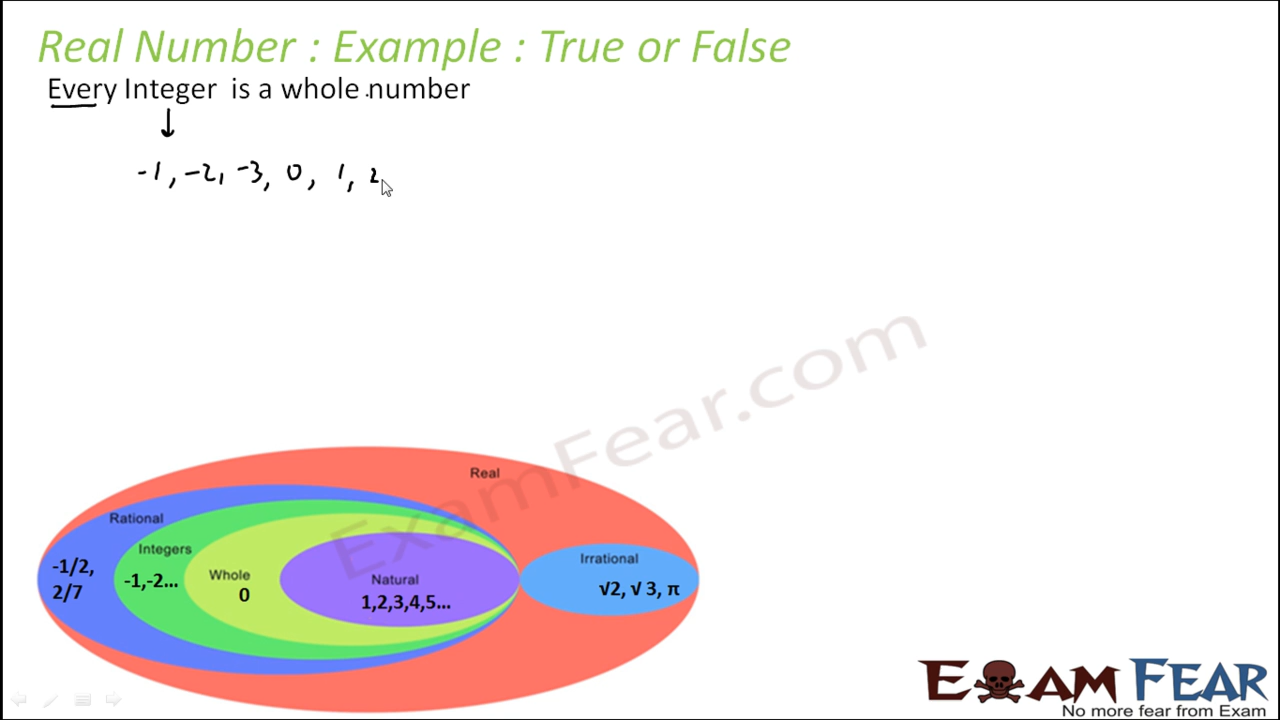 Real Number : Example : True or False
Every Integer is a whole number
-1, -2, -3, 0, 1, 2
ExamFear.com
Real
Rational
Integers
Whole
Natural
Irrational
-1/2,
2/7
-1,-2...
0
1,2,3,4,5...
√2, √ 3, π
EXAM FEAR
No more fear from Exam